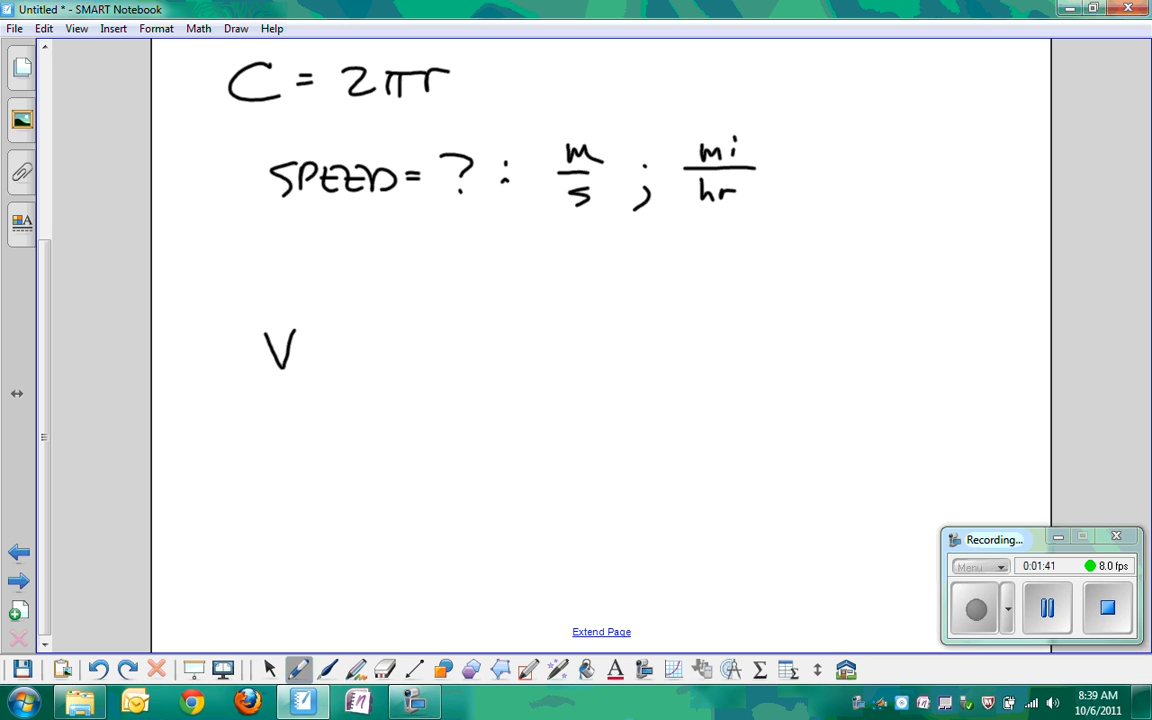 Untitled * - SMART Notebook
File Edit View Insert Format Math Draw Help
C = 2πr
SPEED = ? : m/s ; mi/hr
V
Recording...
Menu 0:01:41 8.0 fps
Extend Page
8:39 AM
10/6/2011